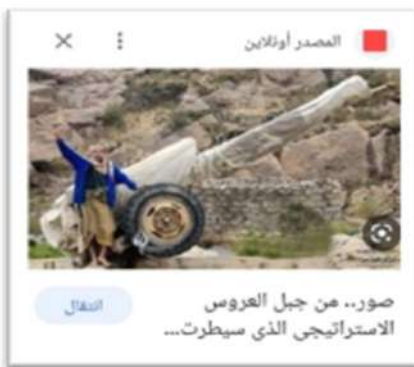 المصدر أونلاين
صور.. من جبل العروس
الاستراتيجي الذي سيطرت...
انتقال